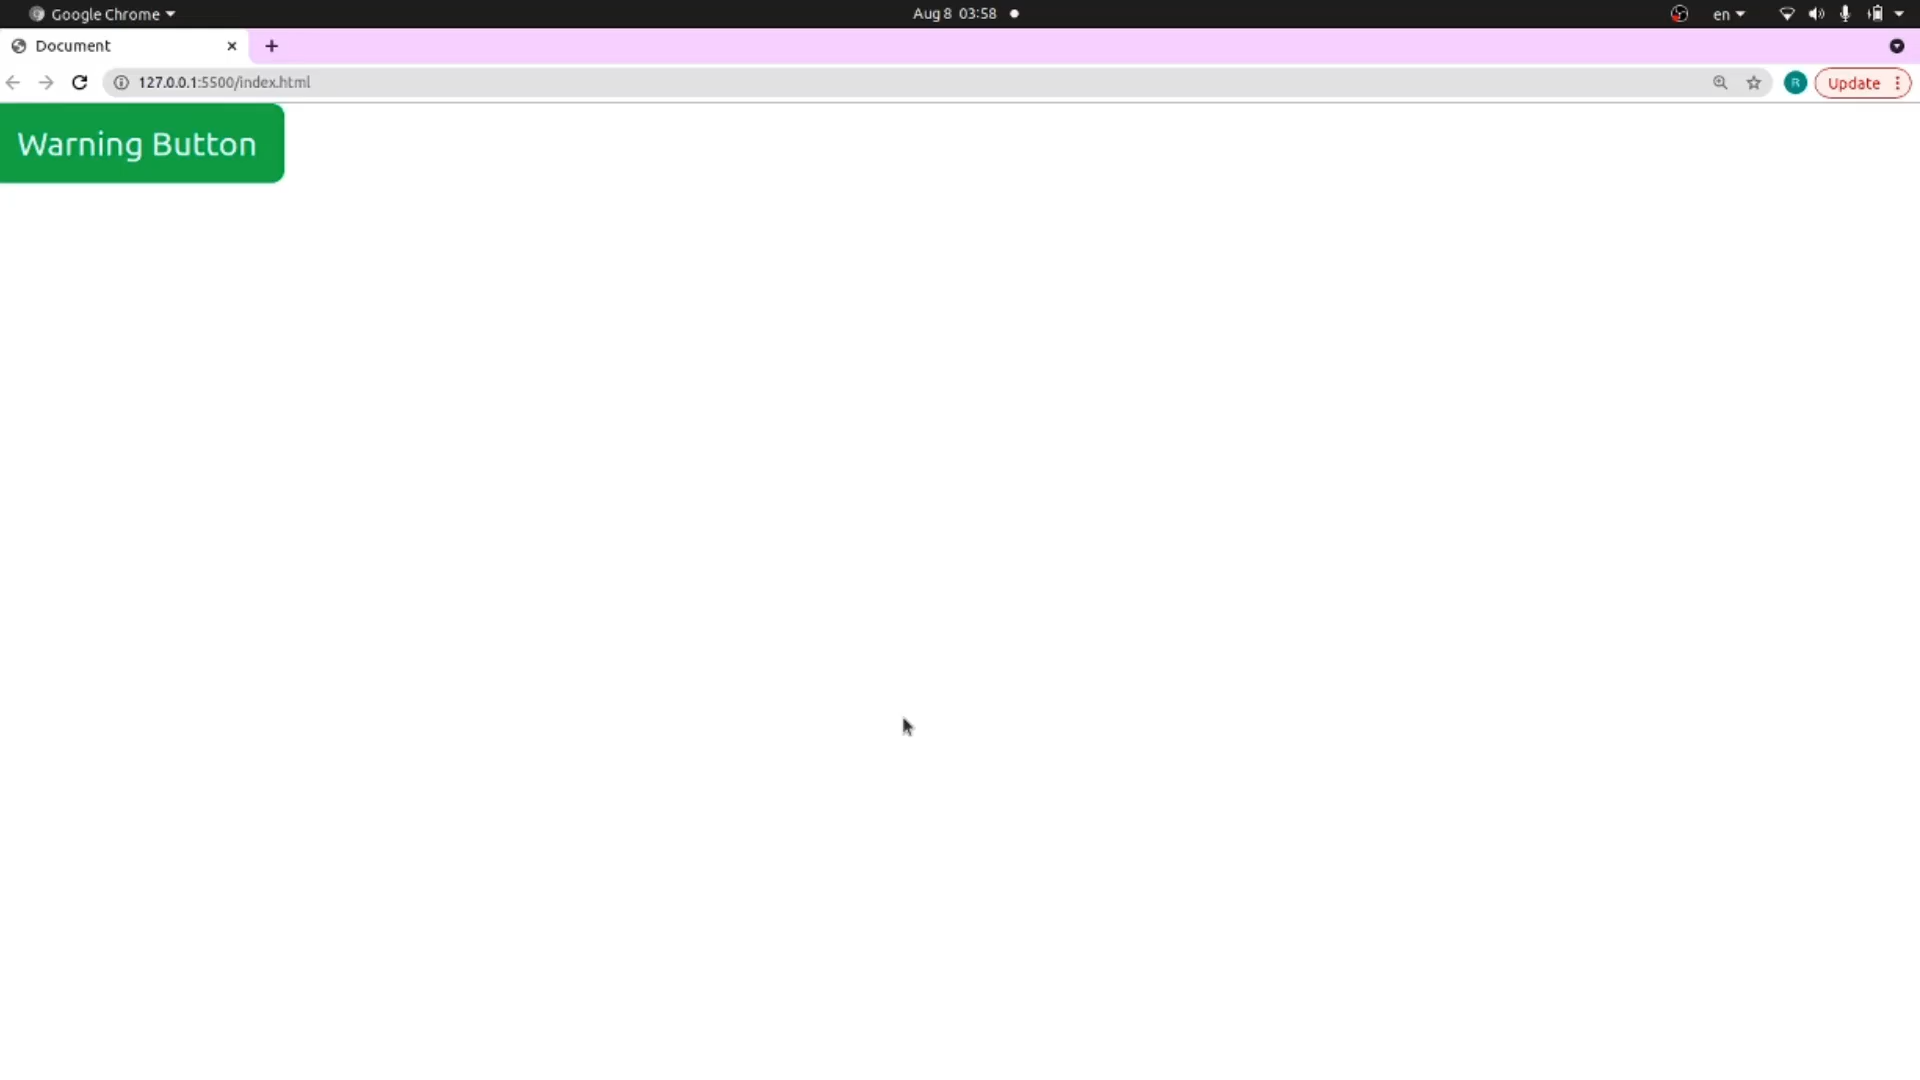 Google Chrome
Aug 8 03:58
en
Document
127.0.0.1:5500/index.html
R
Update
Warning Button